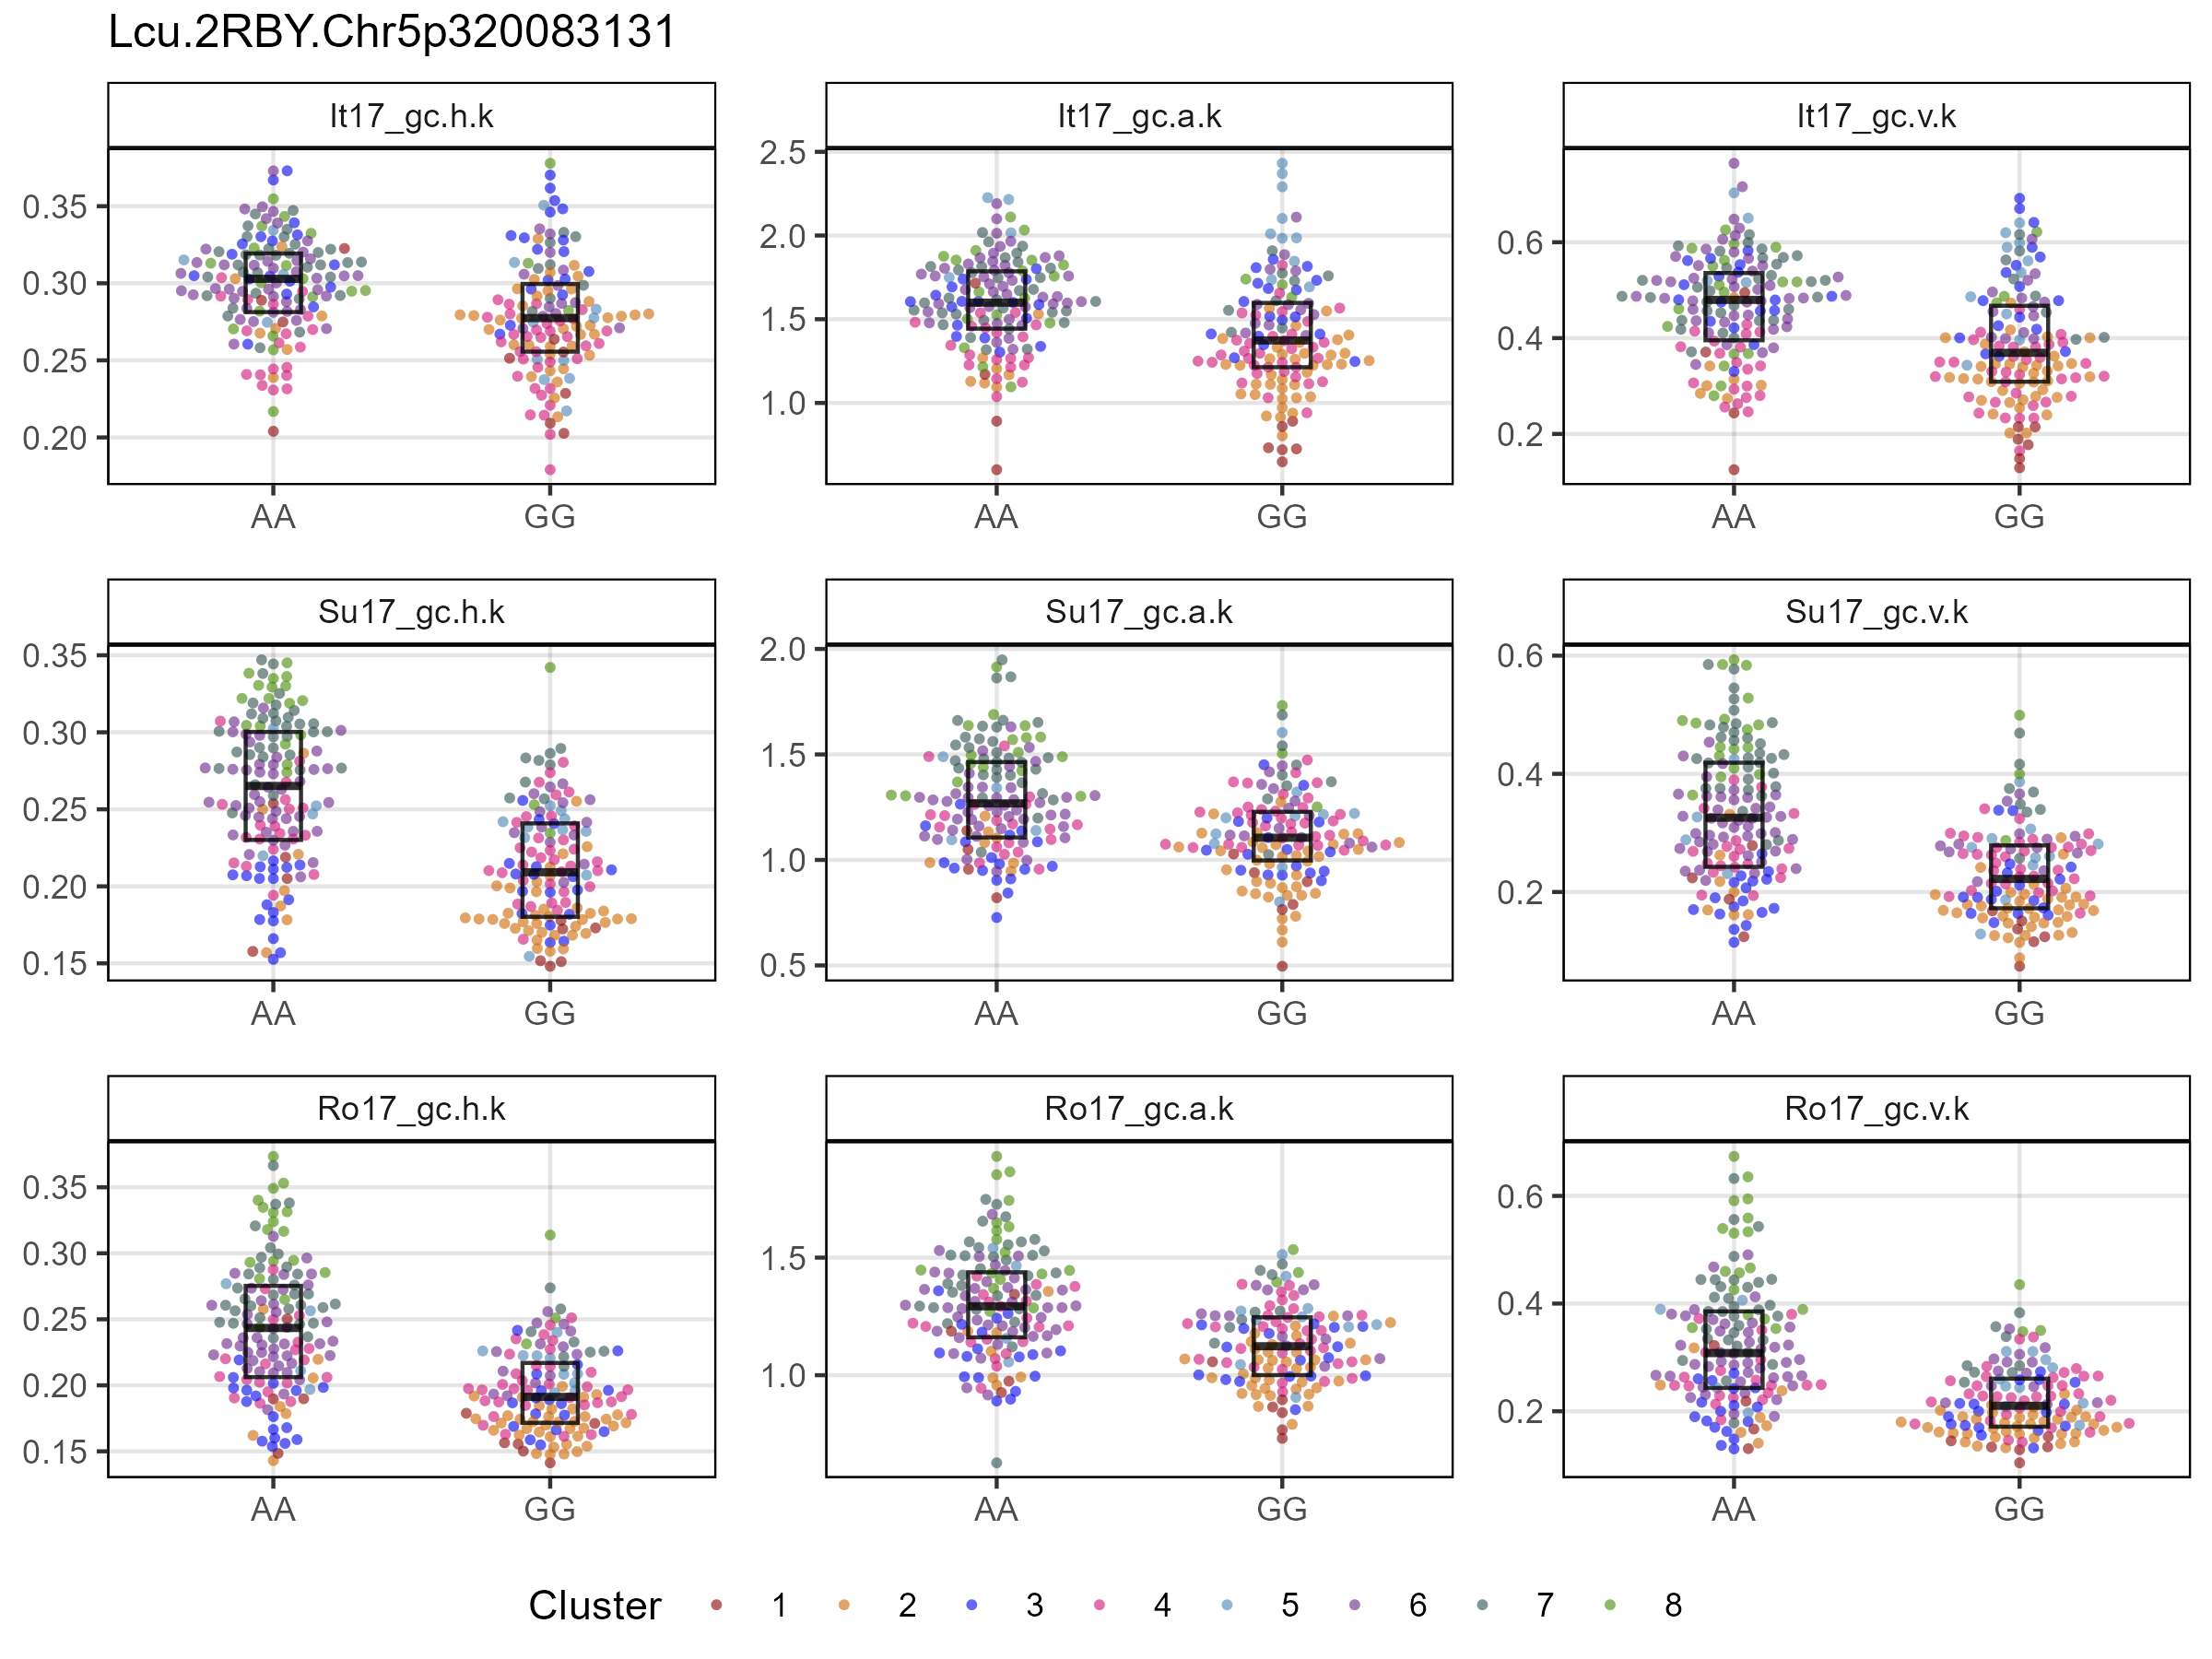 Lcu.2RBY.Chr5p320083131
It17_gc.h.k
It17_gc.a.k
It17_gc.v.k
0.35
0.30
0.25
0.20
AA
GG
2.5
2.0
1.5
1.0
AA
GG
0.6
0.4
0.2
AA
GG
Su17_gc.h.k
Su17_gc.a.k
Su17_gc.v.k
0.35
0.30
0.25
0.20
0.15
AA
GG
2.0
1.5
1.0
0.5
AA
GG
0.6
0.4
0.2
AA
GG
Ro17_gc.h.k
Ro17_gc.a.k
Ro17_gc.v.k
0.35
0.30
0.25
0.20
0.15
AA
GG
1.5
1.0
AA
GG
0.6
0.4
0.2
AA
GG
Cluster 1 2 3 4 5 6 7 8